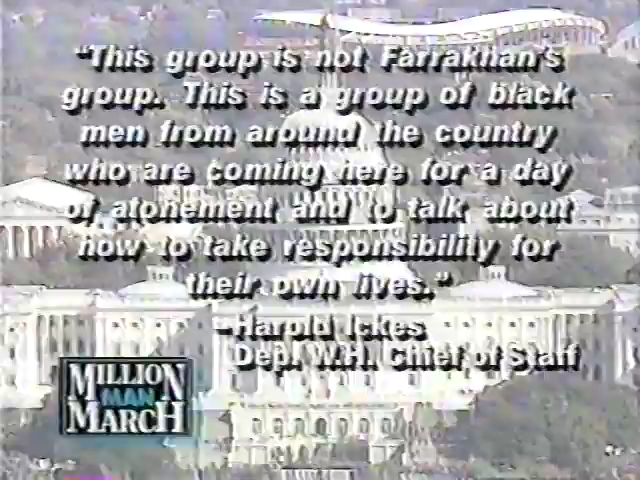 "This group is not Farrakhan's
group. This is a group of black
men from around the country
who are coming here for a day
of atonement and to talk about
how to take responsibility for
their own lives."
-Harold Ickes
Dep. W.H. Chief of Staff
MILLION
MAN
MARCH